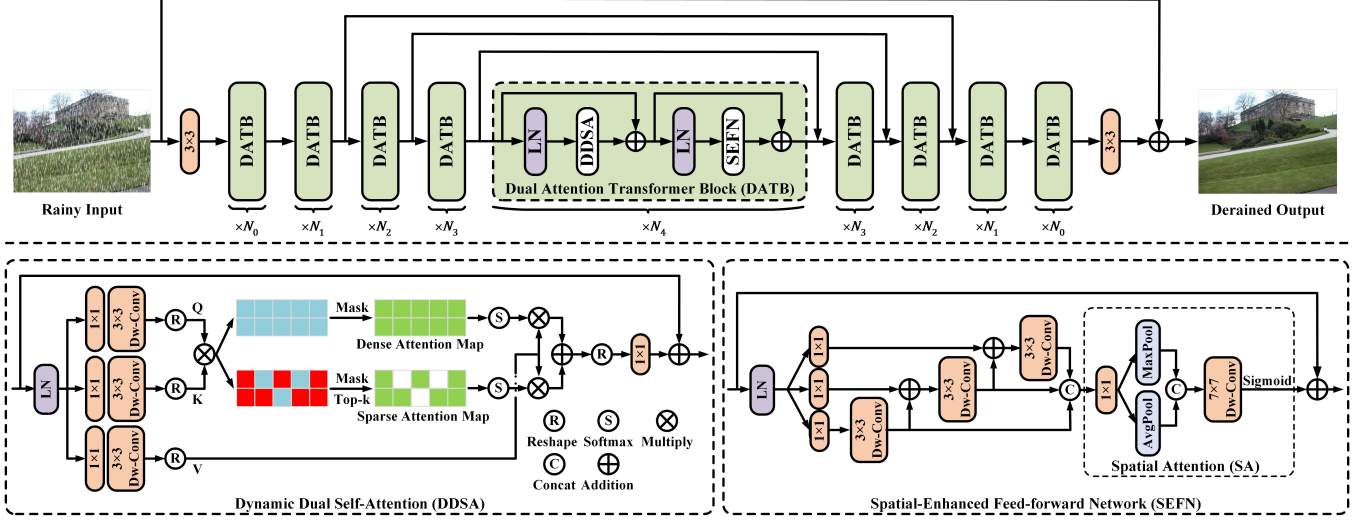 3×3
DATB
DATB
DATB
DATB
LN
DDSA
LN
SEFN
Dual Attention Transformer Block (DATB)
DATB
DATB
DATB
DATB
3×3
Rainy Input
Derained Output
×N₀
×N₁
×N₂
×N₃
×N₄
×N₃
×N₂
×N₁
×N₀
LN
1×1
3×3
Dw-Conv
R
Q
1×1
3×3
Dw-Conv
R
K
1×1
3×3
Dw-Conv
R
V
Mask
Dense Attention Map
S
Mask
Top-k
Sparse Attention Map
S
R
1×1
R
Reshape
S
Softmax
Multiply
C
Concat
Addition
Dynamic Dual Self-Attention (DDSA)
LN
1×1
1×1
1×1
3×3
Dw-Conv
3×3
Dw-Conv
3×3
Dw-Conv
C
1×1
MaxPool
AvgPool
C
7×7
Dw-Conv
Sigmoid
Spatial Attention (SA)
Spatial-Enhanced Feed-forward Network (SEFN)